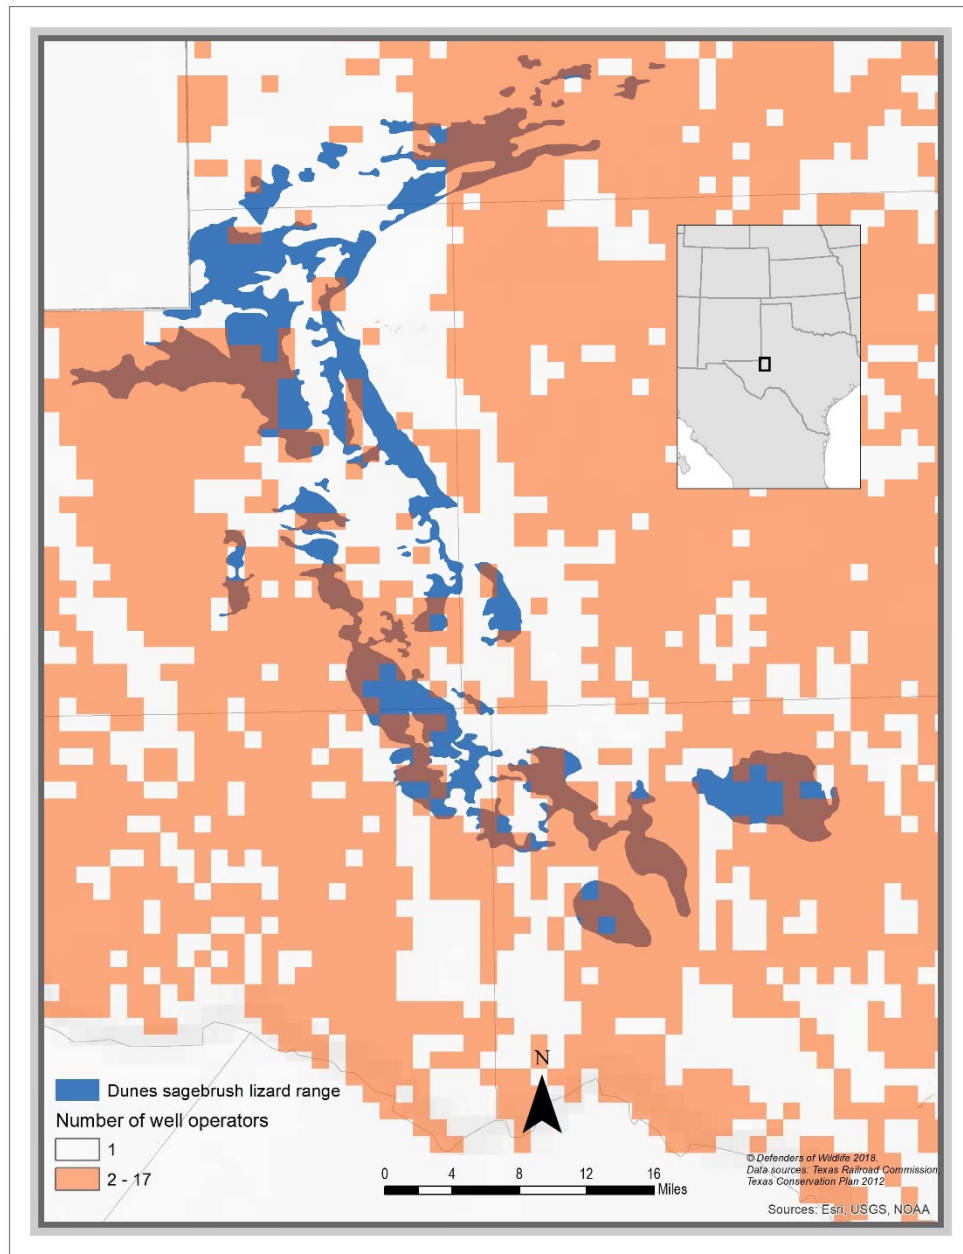 N
Dunes sagebrush lizard range
Number of well operators
1
2 - 17
0 4 8 12 16
Miles
© Defenders of Wildlife 2018.
Data sources: Texas Railroad Commission,
Texas Conservation Plan 2012
Sources: Esri, USGS, NOAA